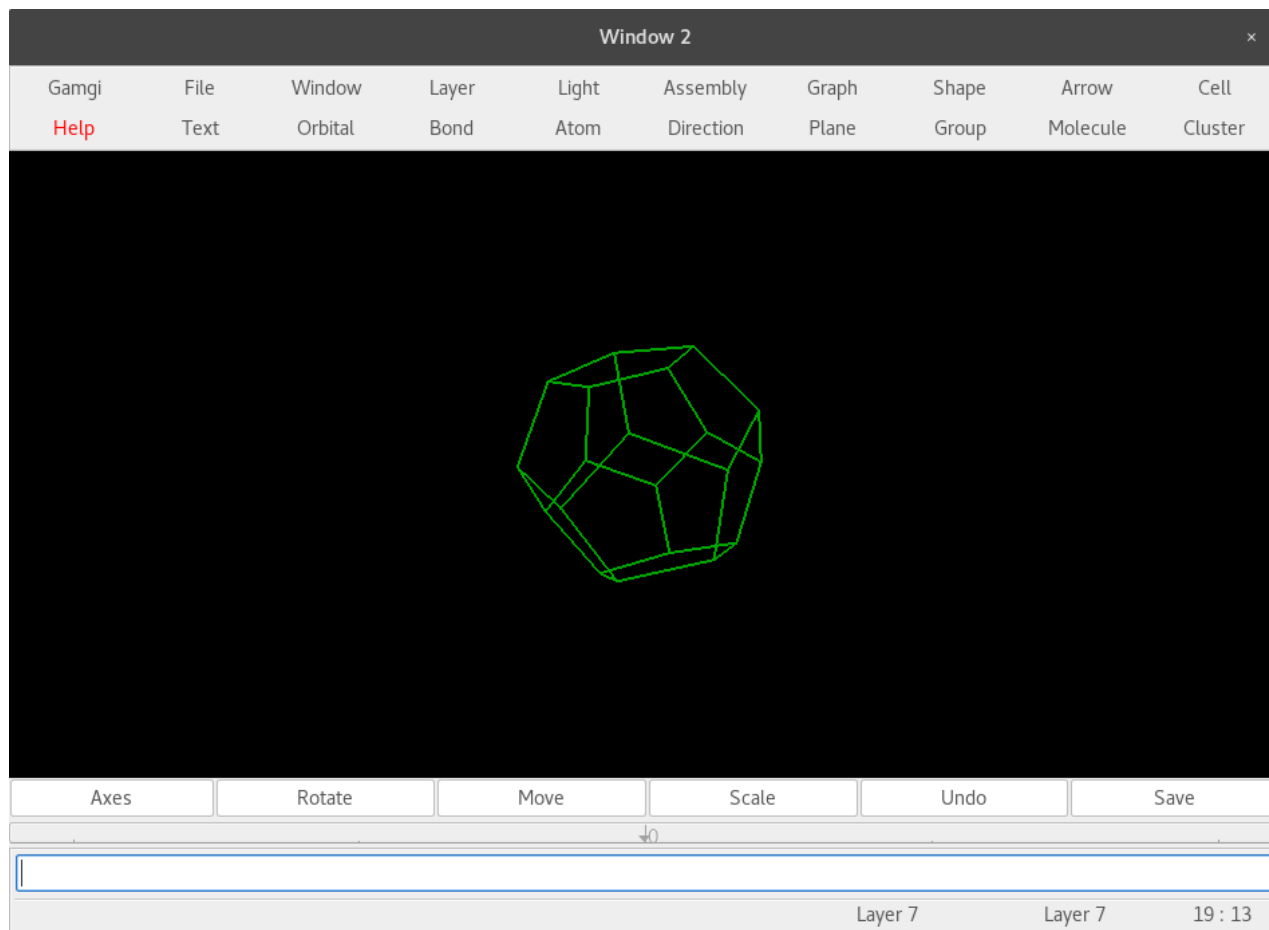 Window 2 ×
Gamgi File Window Layer Light Assembly Graph Shape Arrow Cell
Help Text Orbital Bond Atom Direction Plane Group Molecule Cluster
Axes Rotate Move Scale Undo Save
0
Layer 7 Layer 7 19 : 13